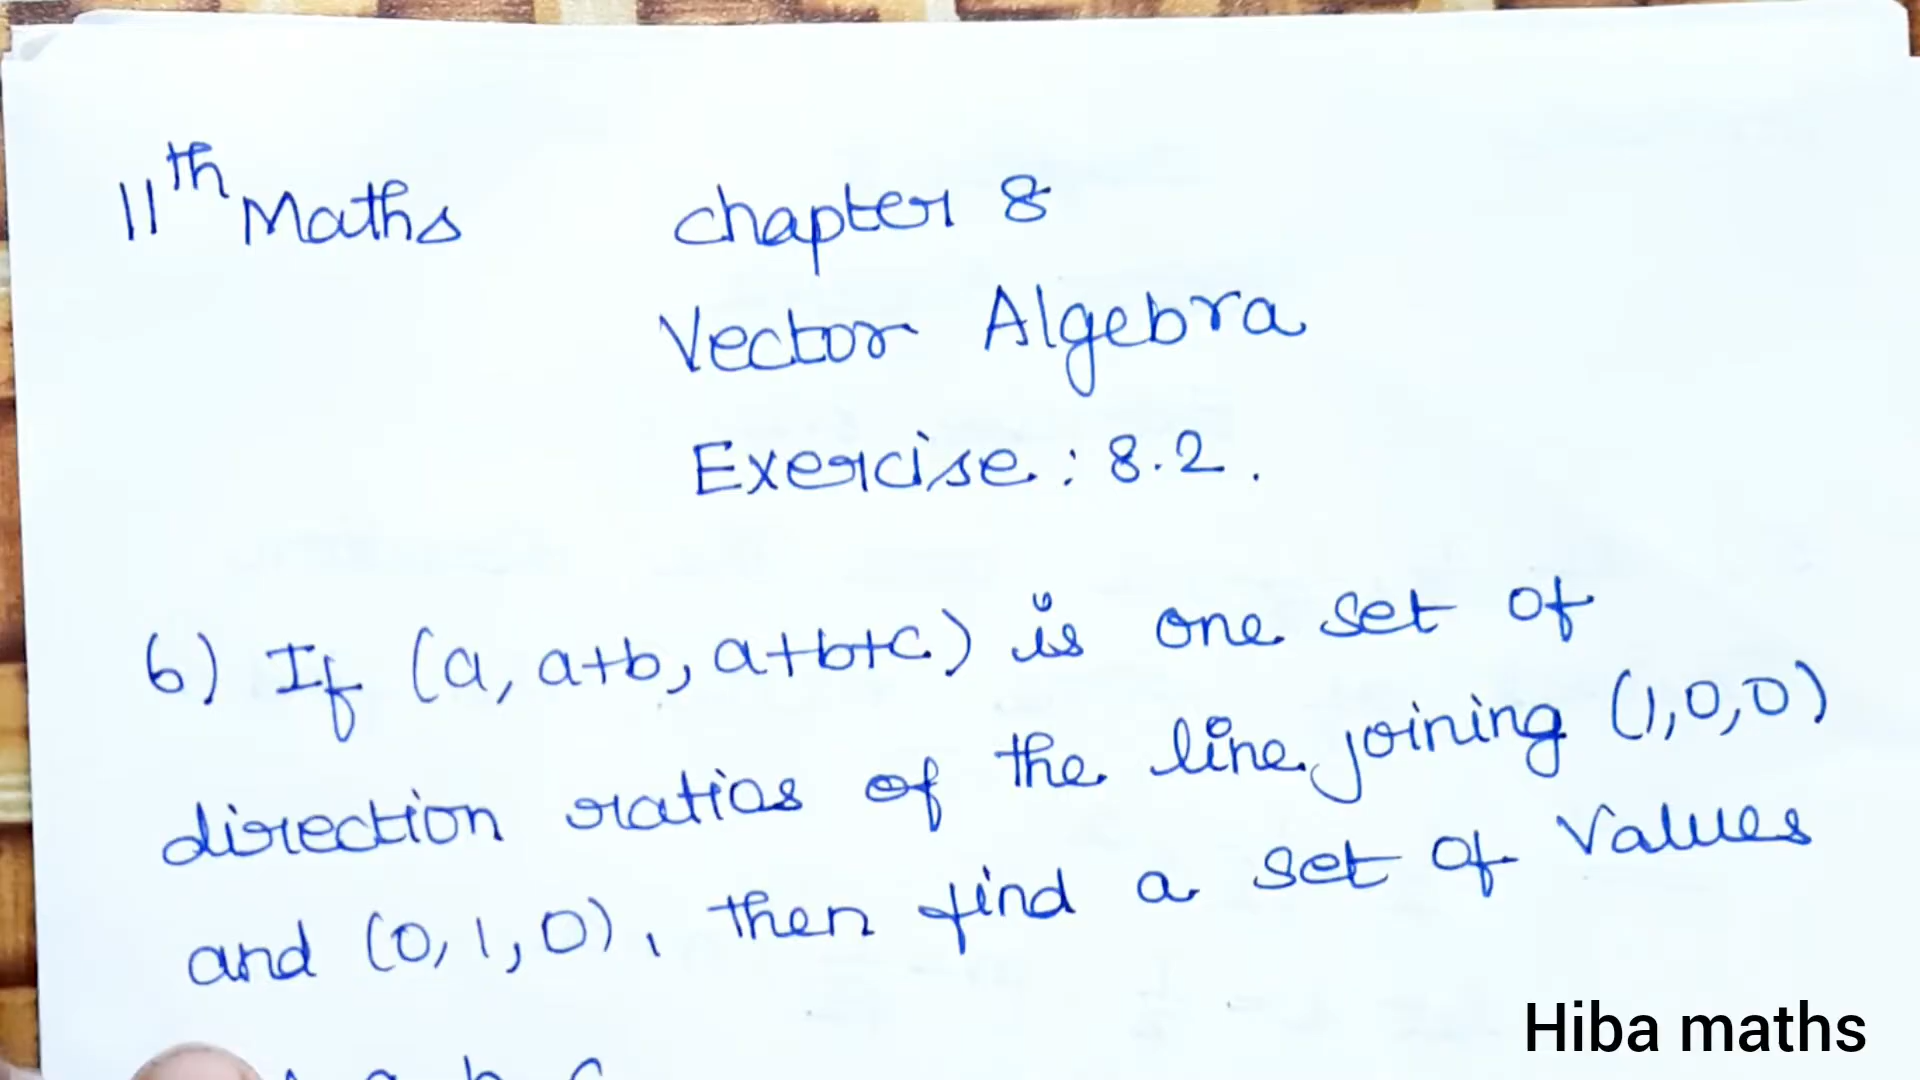 11th Maths chapter 8
Vector Algebra
Exercise: 8.2.
6) If (a, a+b, a+b+c) is one set of
direction ratios of the line joining (1,0,0)
and (0,1,0), then find a set of values
a b c
Hiba maths